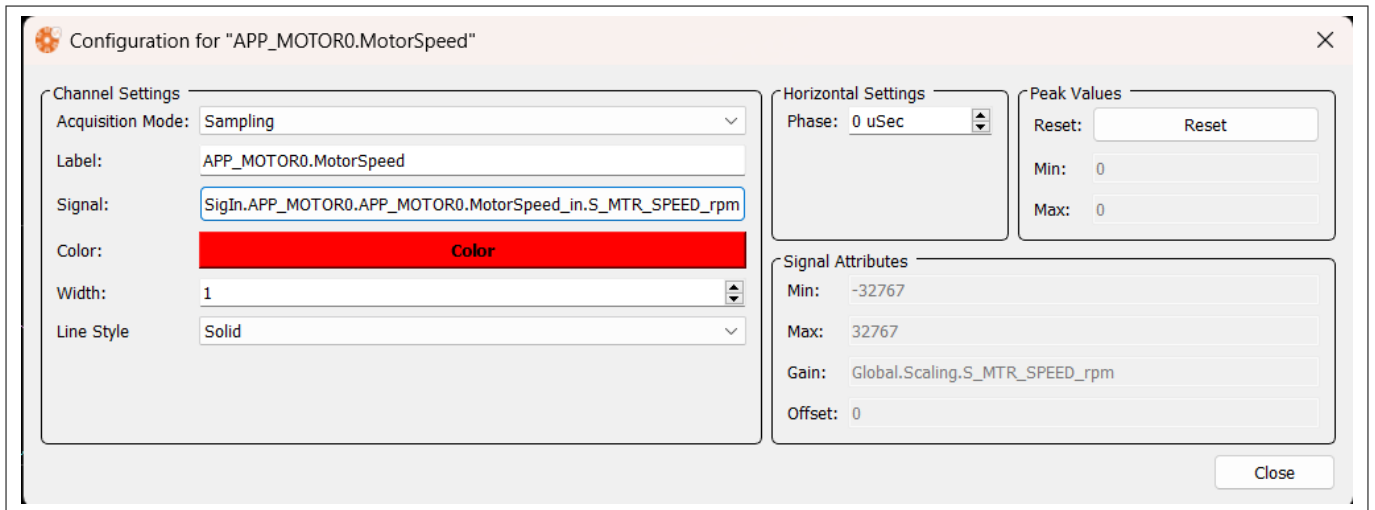 Configuration for "APP_MOTOR0.MotorSpeed"
Channel Settings
Acquisition Mode: Sampling
Label: APP_MOTOR0.MotorSpeed
Signal: SigIn.APP_MOTOR0.APP_MOTOR0.MotorSpeed_in.S_MTR_SPEED_rpm
Color: Color
Width: 1
Line Style Solid
Horizontal Settings
Phase: 0 uSec
Peak Values
Reset: Reset
Min: 0
Max: 0
Signal Attributes
Min: -32767
Max: 32767
Gain: Global.Scaling.S_MTR_SPEED_rpm
Offset: 0
Close